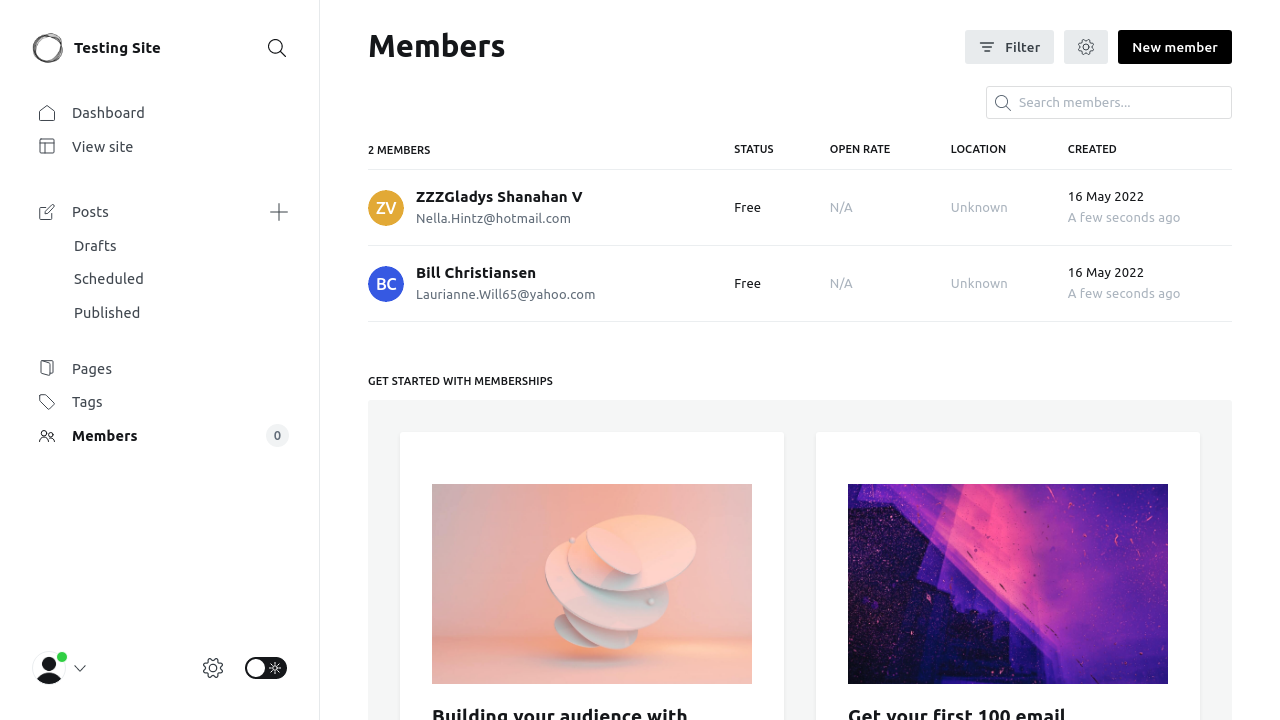 Testing Site
Dashboard
View site
Posts
Drafts
Scheduled
Published
Pages
Tags
Members
0
Members
Filter
New member
Search members...
2 MEMBERS
STATUS
OPEN RATE
LOCATION
CREATED
ZV
ZZZGladys Shanahan V
Nella.Hintz@hotmail.com
Free
N/A
Unknown
16 May 2022
A few seconds ago
BC
Bill Christiansen
Laurianne.Will65@yahoo.com
Free
N/A
Unknown
16 May 2022
A few seconds ago
GET STARTED WITH MEMBERSHIPS
Building your audience with
Get your first 100 email